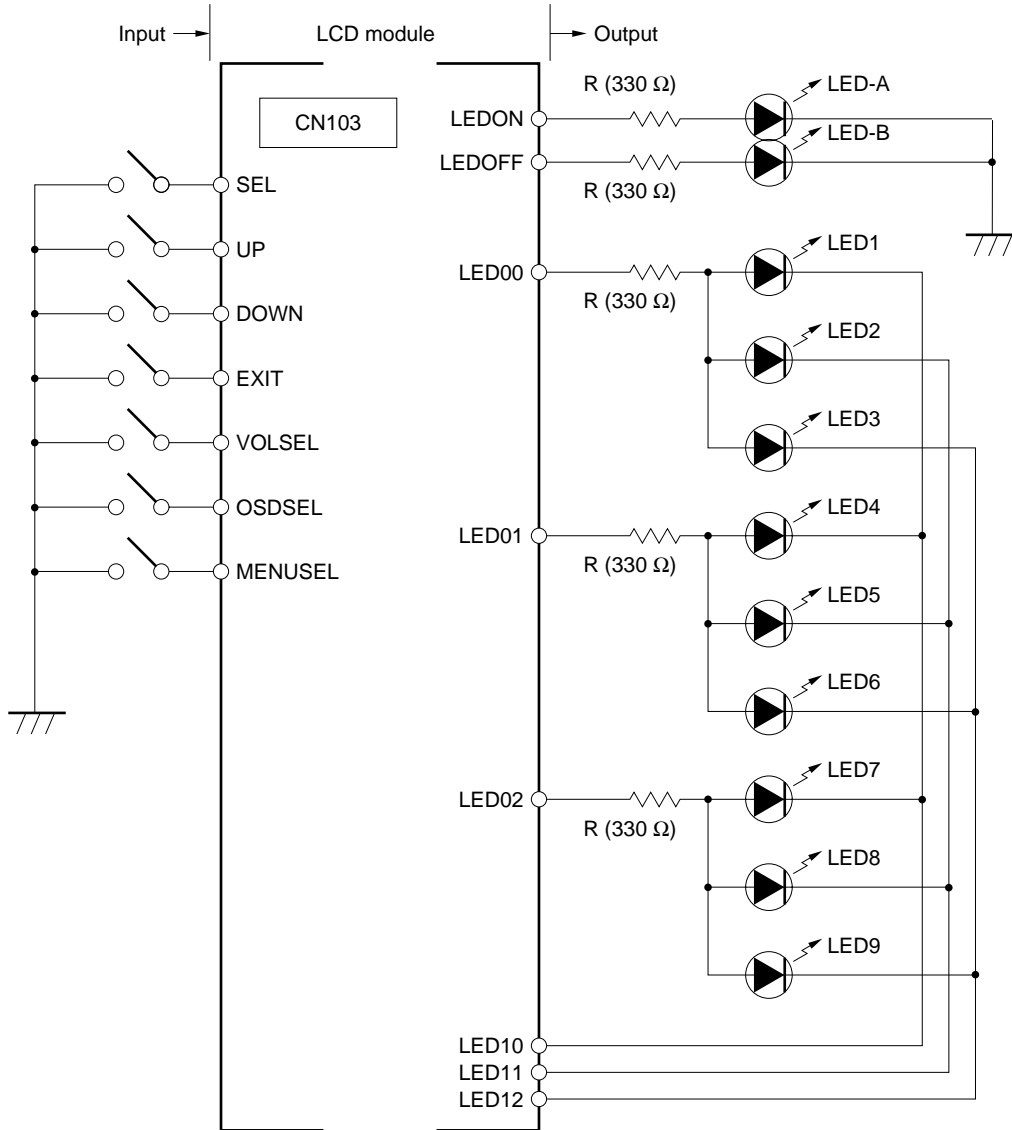 Input
LCD module
Output
CN103
R (330 Ω)
LED-A
LEDON
LED-B
LEDOFF
R (330 Ω)
SEL
UP
DOWN
EXIT
VOLSEL
OSDSEL
MENUSEL
LED00
R (330 Ω)
LED1
LED2
LED3
LED01
R (330 Ω)
LED4
LED5
LED6
LED02
R (330 Ω)
LED7
LED8
LED9
LED10
LED11
LED12